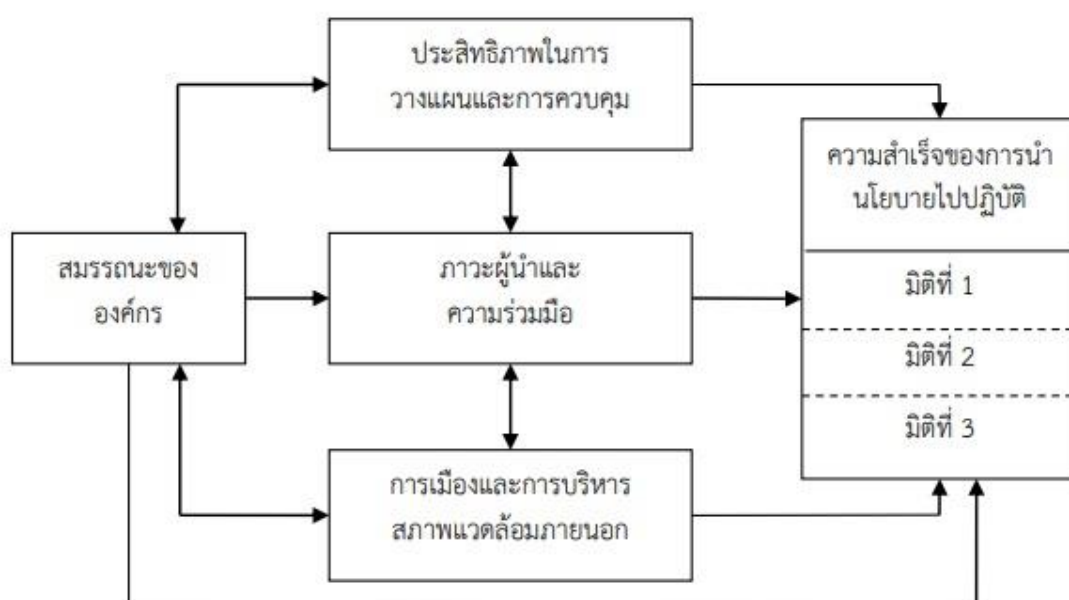 ประสิทธิภาพในการ
วางแผนและการควบคุม
ความสำเร็จของการนำ
นโยบายไปปฏิบัติ
มิติที่ 1
มิติที่ 2
มิติที่ 3
สมรรถนะของ
องค์กร
ภาวะผู้นำและ
ความร่วมมือ
การเมืองและการบริหาร
สภาพแวดล้อมภายนอก